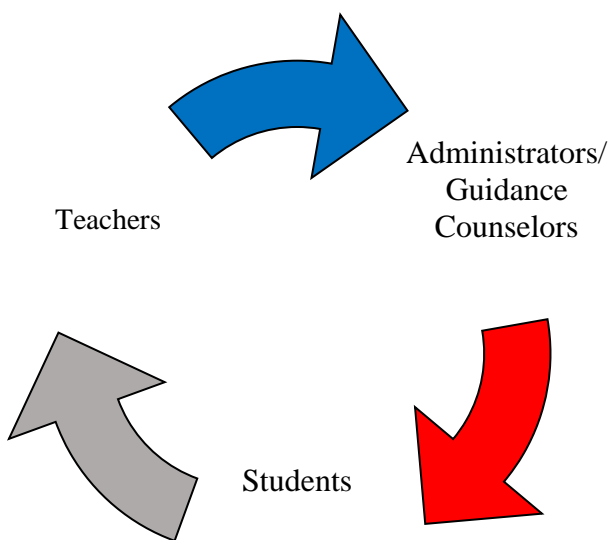 Administrators/
Guidance
Counselors
Teachers
Students